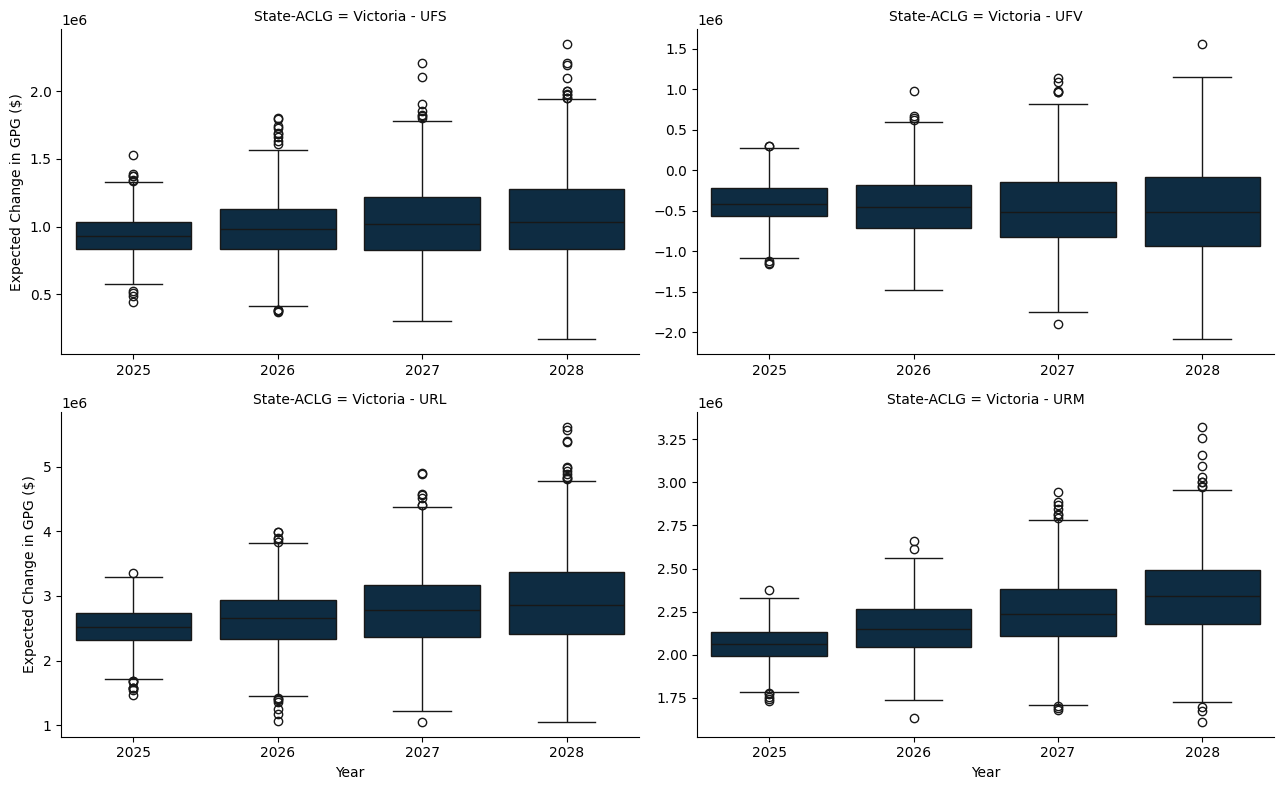 State-ACLG = Victoria - UFS
1e6
Expected Change in GPG ($)
2.0
1.5
1.0
0.5
2025 2026 2027 2028
State-ACLG = Victoria - UFV
1e6
1.5
1.0
0.5
0.0
−0.5
−1.0
−1.5
−2.0
2025 2026 2027 2028
State-ACLG = Victoria - URL
1e6
Expected Change in GPG ($)
5
4
3
2
1
2025 2026 2027 2028
Year
State-ACLG = Victoria - URM
1e6
3.25
3.00
2.75
2.50
2.25
2.00
1.75
2025 2026 2027 2028
Year